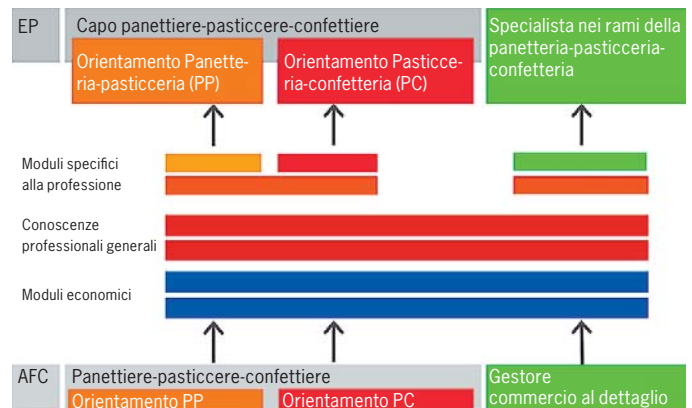 EP
Capo panettiere-pasticcere-confettiere
Orientamento Panette-
ria-pasticceria (PP)
Orientamento Pasticce-
ria-confetteria (PC)
Specialista nei rami della
panetteria-pasticceria-
confetteria
Moduli specifici
alla professione
Conoscenze
professionali generali
Moduli economici
AFC
Panettiere-pasticcere-confettiere
Orientamento PP
Orientamento PC
Gestore
commercio al dettaglio